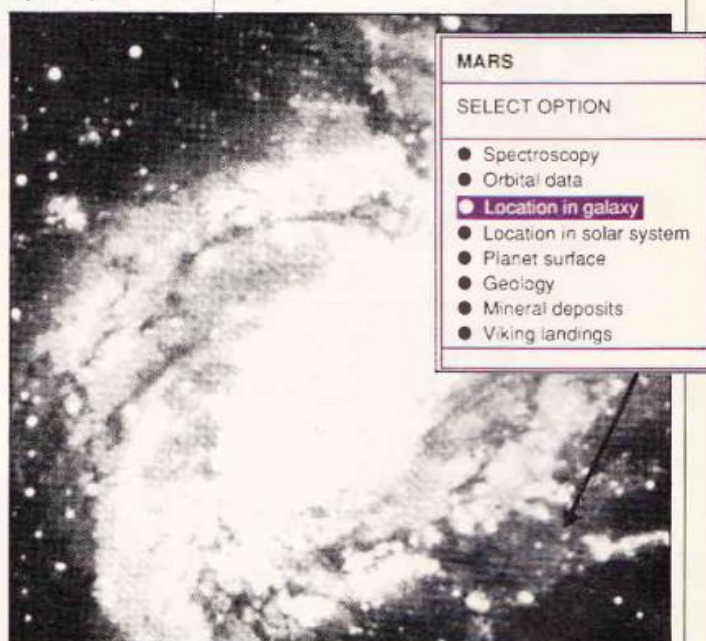 MARS
SELECT OPTION
● Spectroscopy
● Orbital data
● Location in galaxy
● Location in solar system
● Planet surface
● Geology
● Mineral deposits
● Viking landings